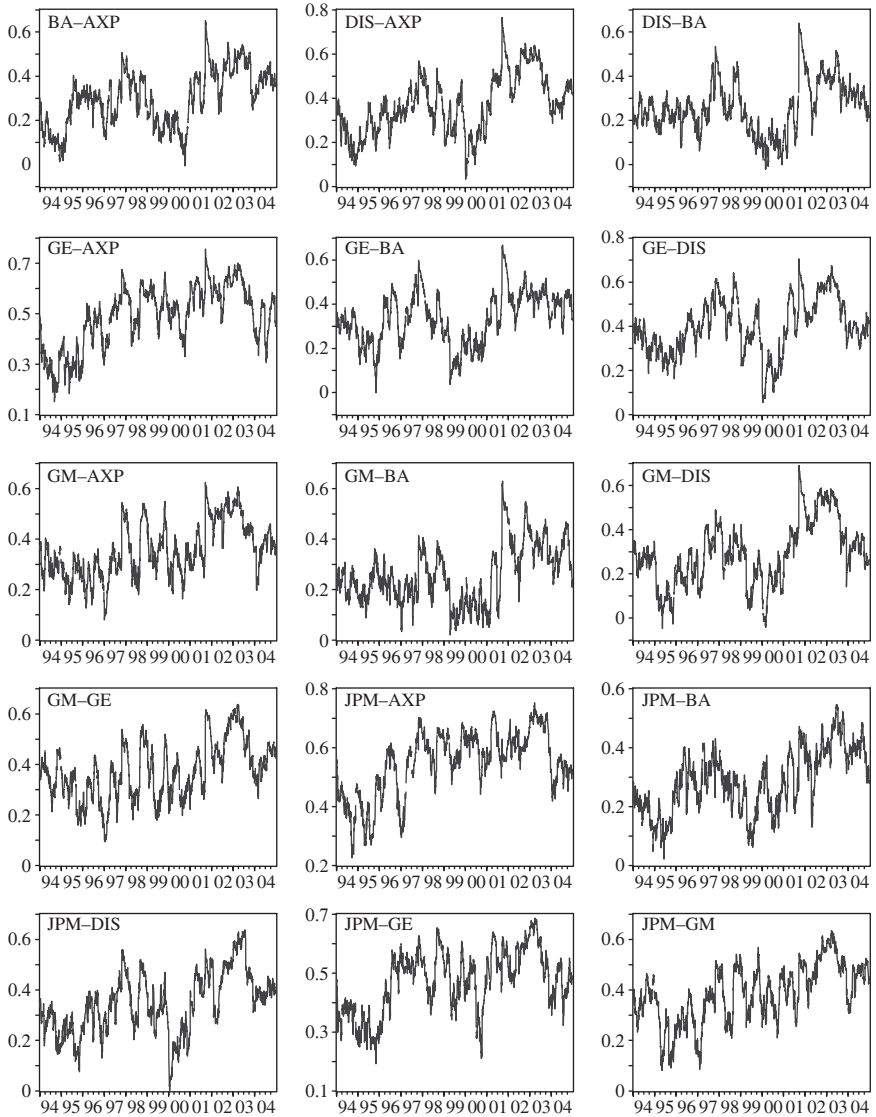 BA–AXP DIS–AXP DIS–BA
0.6 0.8 0.6
0.6
0.4 0.4
0.4
0.2 0.2
0.2
0 0
0
94 95 96 97 98 99 00 01 02 03 04 94 95 96 97 98 99 00 01 02 03 04 94 95 96 97 98 99 00 01 02 03 04
GE–AXP GE–BA GE–DIS
0.8
0.7 0.6
0.6
0.5 0.4
0.4
0.3 0.2
0.2
0
0.1 0
94 95 96 97 98 99 00 01 02 03 04 94 95 96 97 98 99 00 01 02 03 04 94 95 96 97 98 99 00 01 02 03 04
GM–AXP GM–BA GM–DIS
0.6 0.6 0.6
0.4 0.4 0.4
0.2 0.2 0.2
0
0 0
94 95 96 97 98 99 00 01 02 03 04 94 95 96 97 98 99 00 01 02 03 04 94 95 96 97 98 99 00 01 02 03 04
GM–GE JPM–AXP JPM–BA
0.8 0.6
0.6
0.6 0.4
0.4
0.4 0.2
0.2
0 0.2 0
94 95 96 97 98 99 00 01 02 03 04 94 95 96 97 98 99 00 01 02 03 04 94 95 96 97 98 99 00 01 02 03 04
JPM–DIS JPM–GE JPM–GM
0.7
0.6 0.6
0.5
0.4 0.4
0.3
0.2 0.2
0 0.1 0
94 95 96 97 98 99 00 01 02 03 04 94 95 96 97 98 99 00 01 02 03 04 94 95 96 97 98 99 00 01 02 03 04